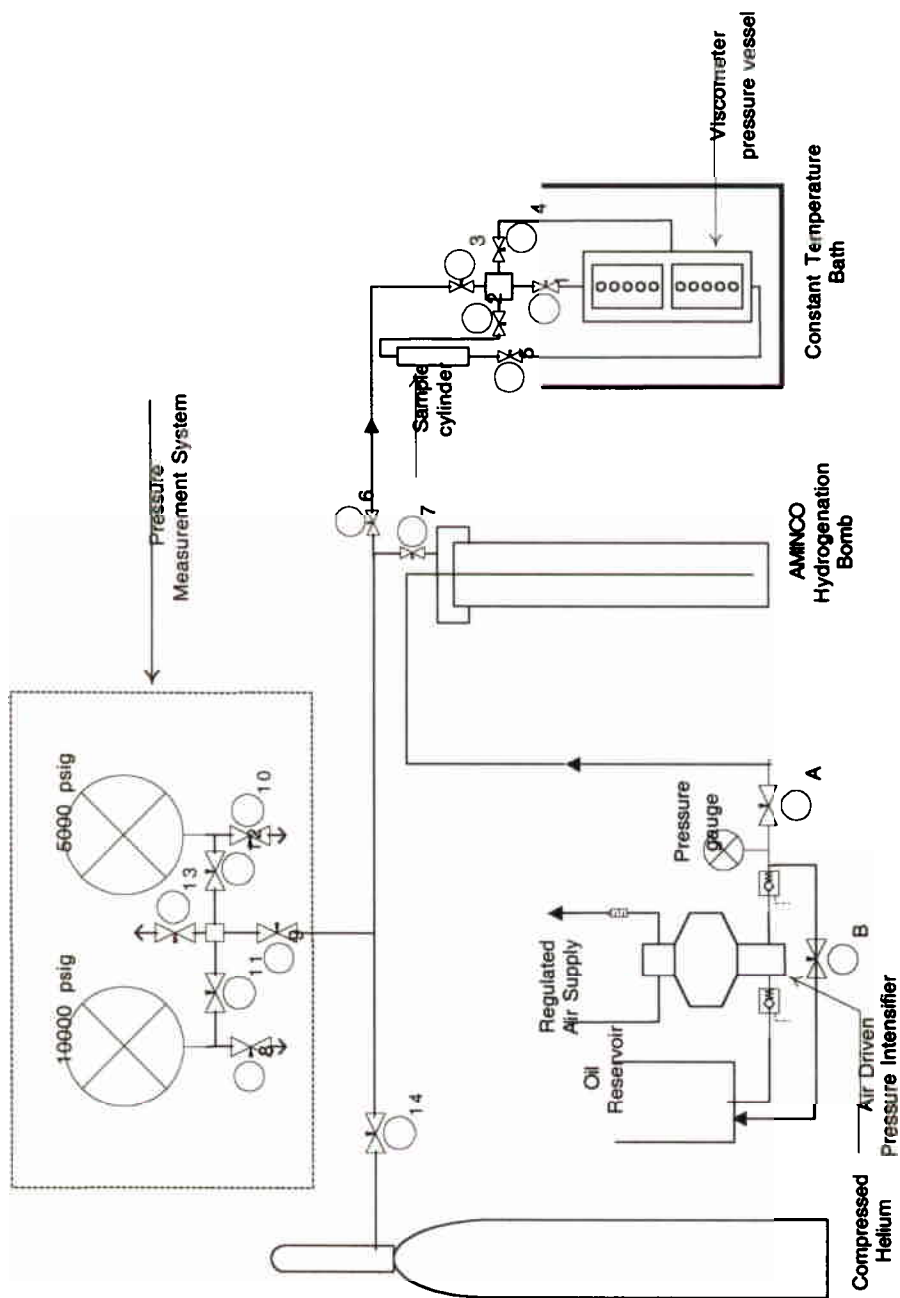 Pressure
Measurement System
10000 psig
5000 psig
8
11
13
9
12
10
14
6
7
3
4
2
1
5
Sample
cylinder
Viscometer
pressure vessel
Constant Temperature
Bath
AMINCO
Hydrogenation
Bomb
Pressure
gauge
A
B
Regulated
Air Supply
Oil
Reservoir
Air Driven
Pressure Intensifier
Compressed
Helium